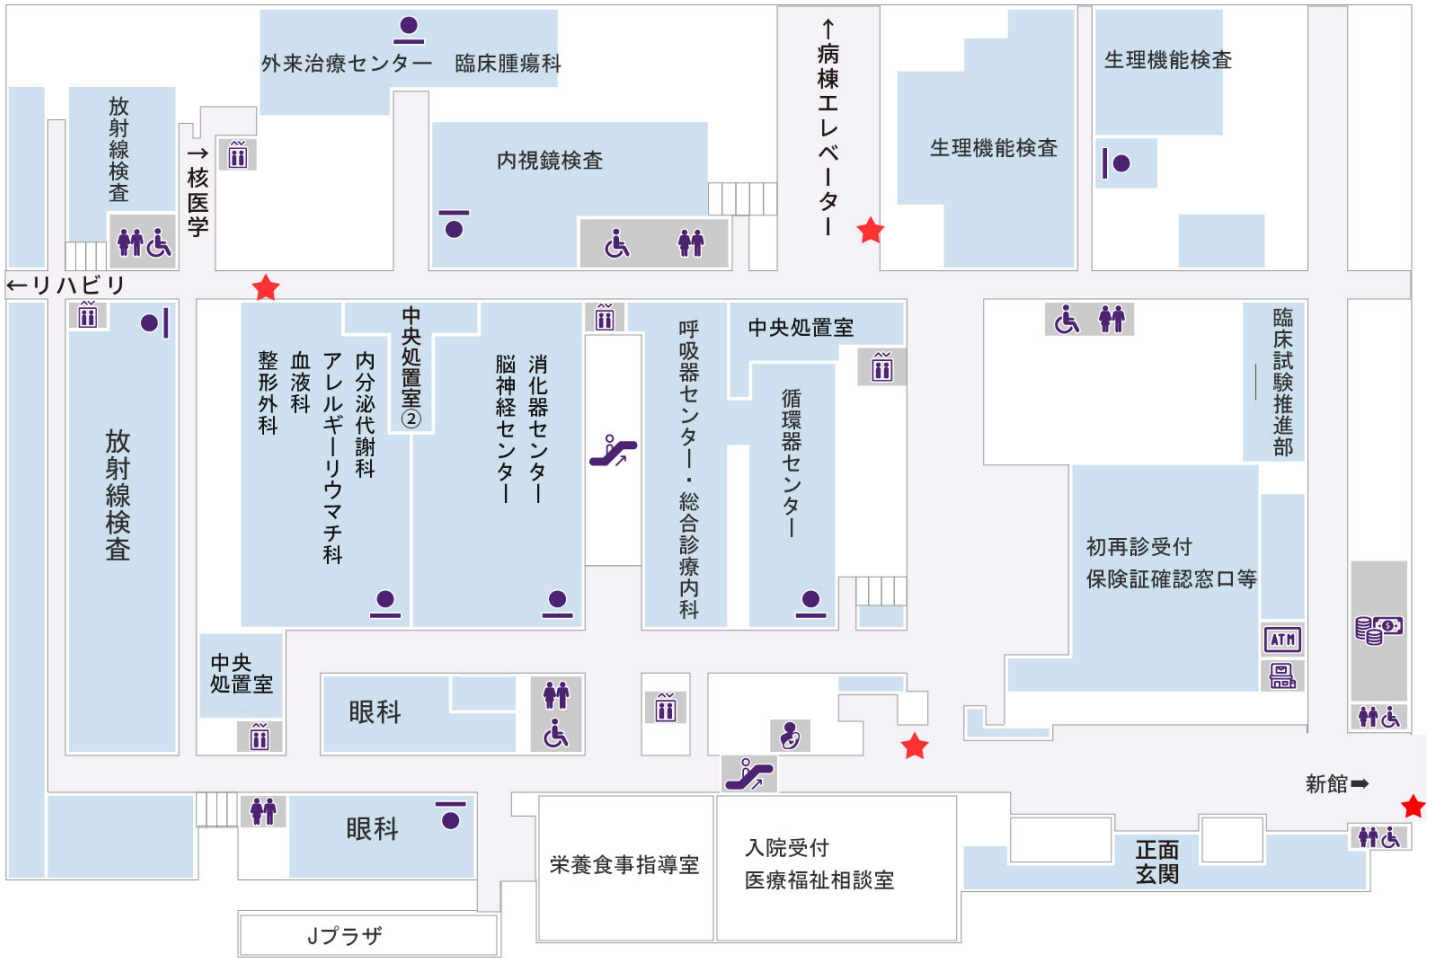 外来治療センター　臨床腫瘍科
↑病棟エレベーター
生理機能検査
生理機能検査
放射線検査
→核医学
内視鏡検査
←リハビリ
中央処置室②
内分泌代謝科
アレルギーリウマチ科
血液科
整形外科
消化器センター
脳神経センター
呼吸器センター・総合診療内科
中央処置室
循環器センター
臨床試験推進部
放射線検査
初再診受付
保険証確認窓口等
ATM
中央
処置室
眼科
新館➡
眼科
栄養食事指導室
入院受付
医療福祉相談室
正面
玄関
Jプラザ